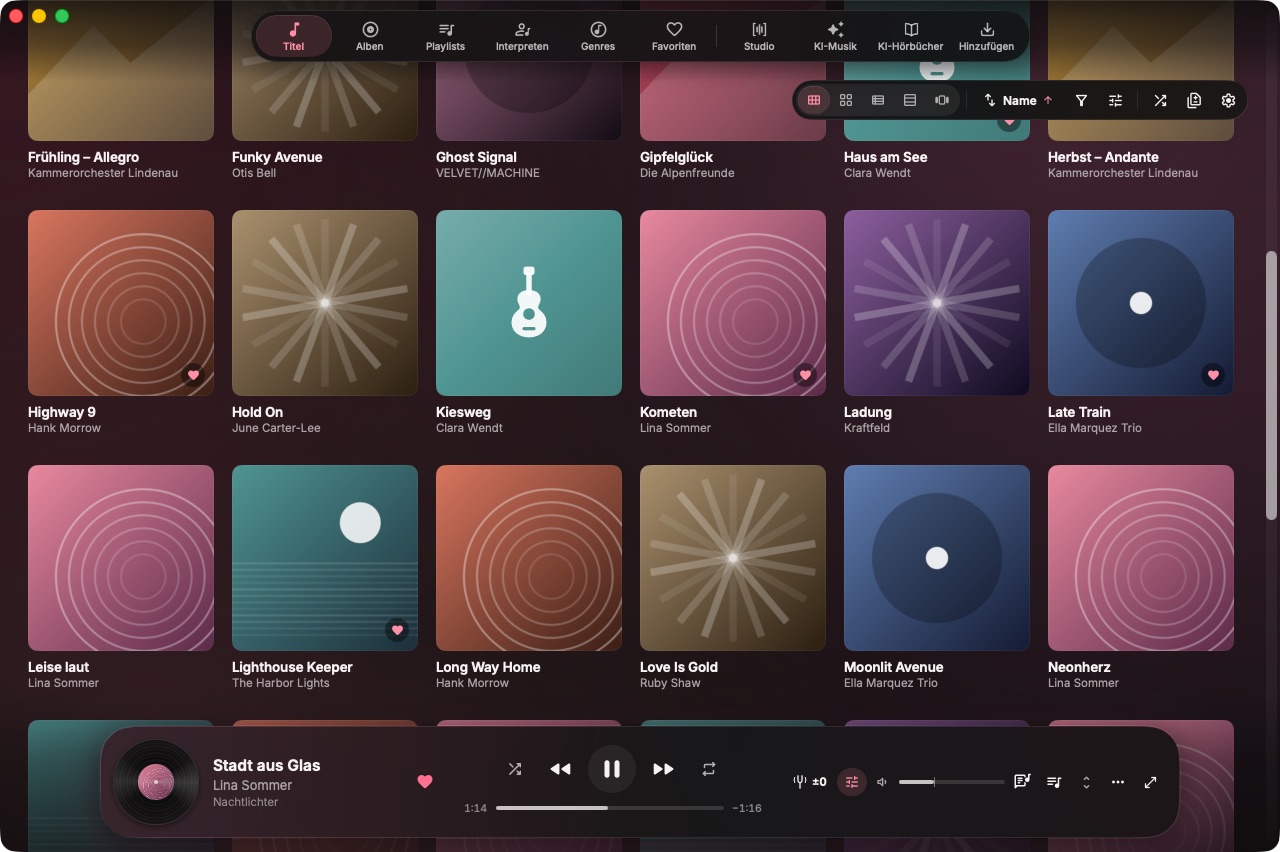 Titel
Alben
Playlists
Interpreten
Genres
Favoriten
Studio
KI-Musik
KI-Hörbücher
Hinzufügen
Name
Frühling – Allegro
Kammerorchester Lindenau
Funky Avenue
Otis Bell
Ghost Signal
VELVET//MACHINE
Gipfelglück
Die Alpenfreunde
Haus am See
Clara Wendt
Herbst – Andante
Kammerorchester Lindenau
Highway 9
Hank Morrow
Hold On
June Carter-Lee
Kiesweg
Clara Wendt
Kometen
Lina Sommer
Ladung
Kraftfeld
Late Train
Ella Marquez Trio
Leise laut
Lina Sommer
Lighthouse Keeper
The Harbor Lights
Long Way Home
Hank Morrow
Love Is Gold
Ruby Shaw
Moonlit Avenue
Ella Marquez Trio
Neonherz
Lina Sommer
Stadt aus Glas
Lina Sommer
Nachtlichter
1:14
−1:16
±0